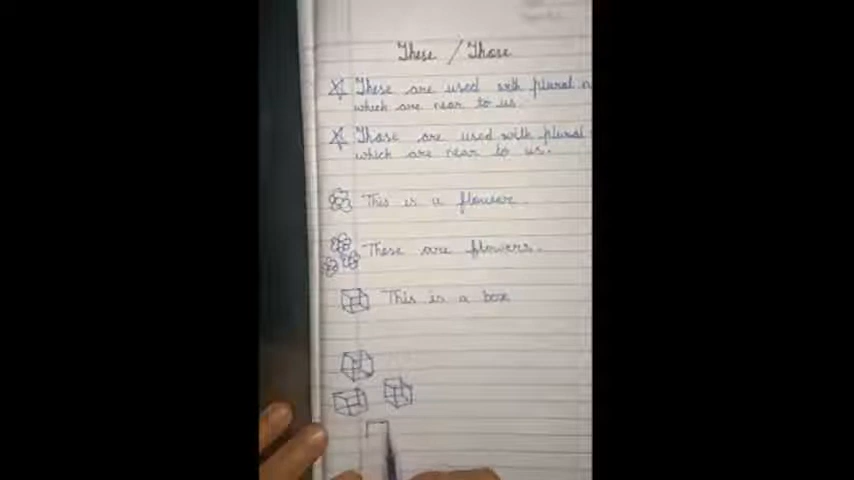 These / Those
These are used with plural
which are near to us.
Those are used with plural
which are near to us.
This is a flower.
These are flowers.
This is a box